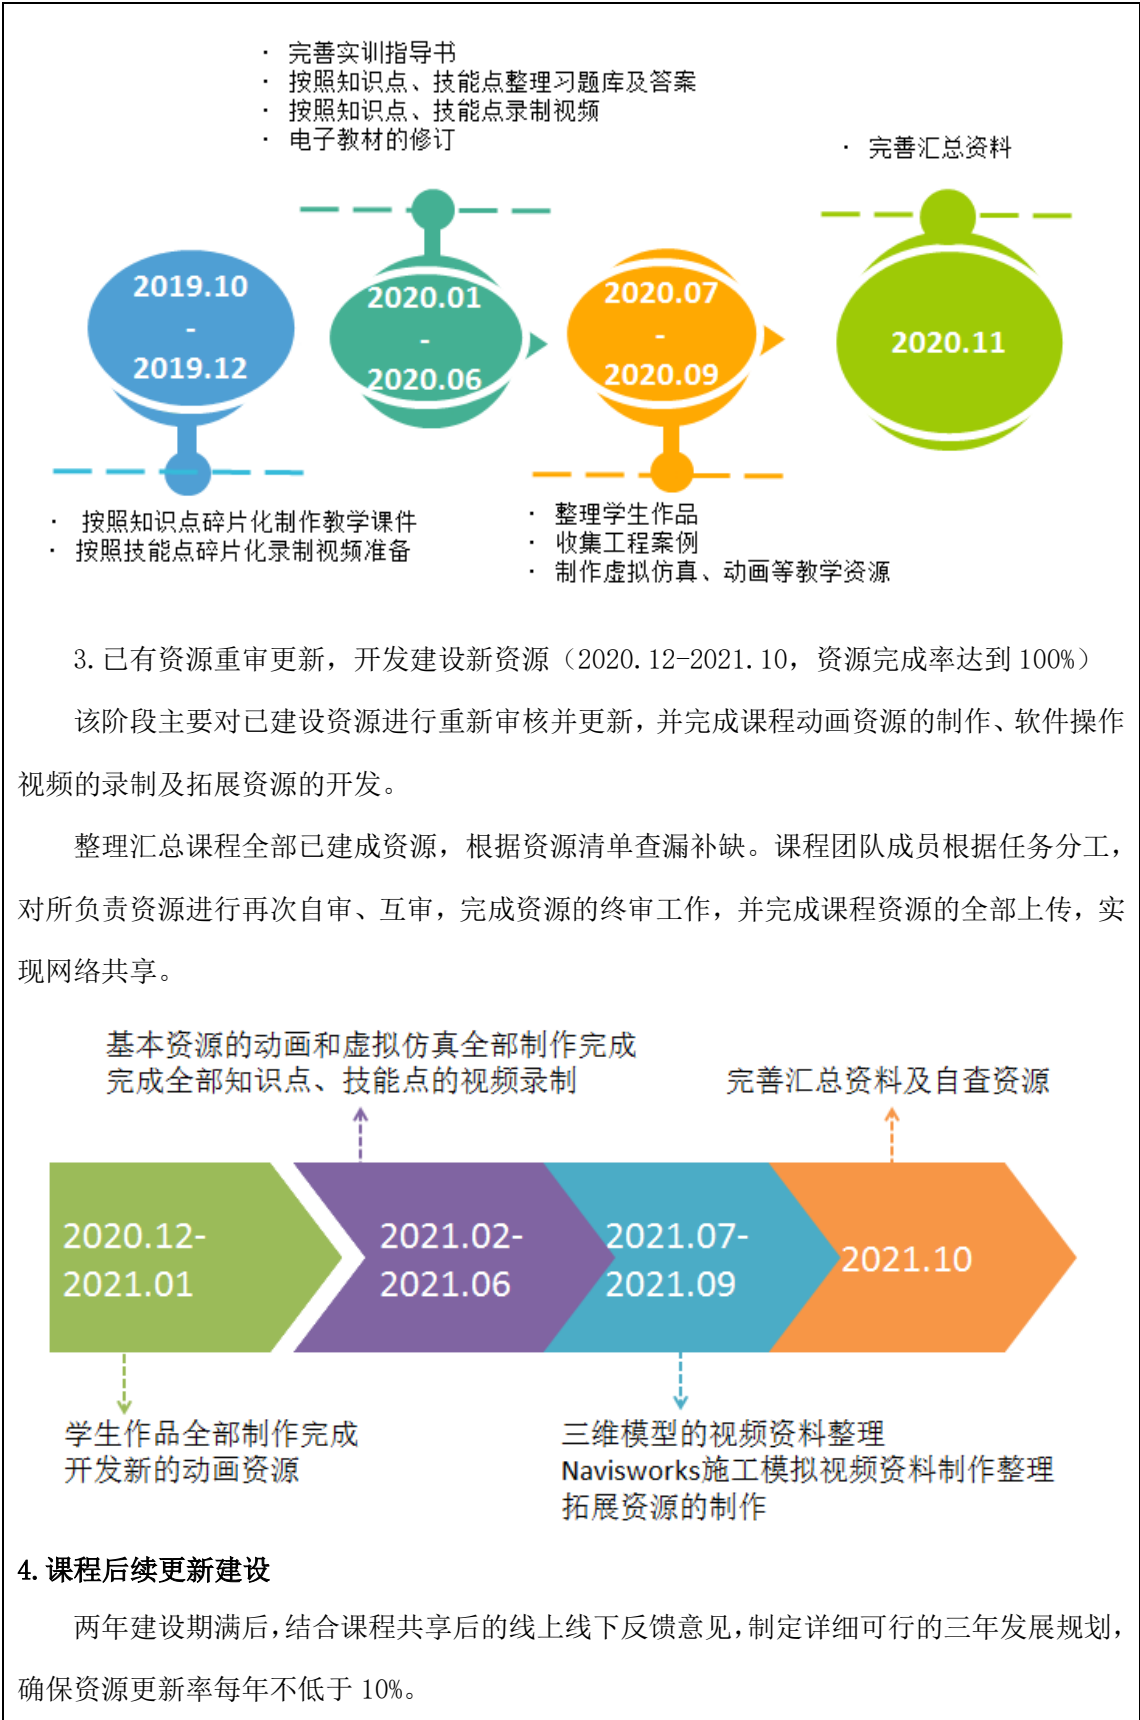 · 完善实训指导书
· 按照知识点、技能点整理习题库及答案
· 按照知识点、技能点录制视频
· 电子教材的修订
· 完善汇总资料
2019.10
-
2019.12
2020.01
-
2020.06
2020.07
-
2020.09
2020.11
· 按照知识点碎片化制作教学课件
· 按照技能点碎片化录制视频准备
· 整理学生作品
· 收集工程案例
· 制作虚拟仿真、动画等教学资源
3.已有资源重审更新，开发建设新资源（2020.12-2021.10，资源完成率达到100%）
该阶段主要对已建设资源进行重新审核并更新，并完成课程动画资源的制作、软件操作
视频的录制及拓展资源的开发。
整理汇总课程全部已建成资源，根据资源清单查漏补缺。课程团队成员根据任务分工，
对所负责资源进行再次自审、互审，完成资源的终审工作，并完成课程资源的全部上传，实
现网络共享。
基本资源的动画和虚拟仿真全部制作完成
完成全部知识点、技能点的视频录制
完善汇总资料及自查资源
2020.12-
2021.01
2021.02-
2021.06
2021.07-
2021.09
2021.10
学生作品全部制作完成
开发新的动画资源
三维模型的视频资料整理
Navisworks施工模拟视频资料制作整理
拓展资源的制作
4.课程后续更新建设
两年建设期满后，结合课程共享后的线上线下反馈意见，制定详细可行的三年发展规划，
确保资源更新率每年不低于10%。